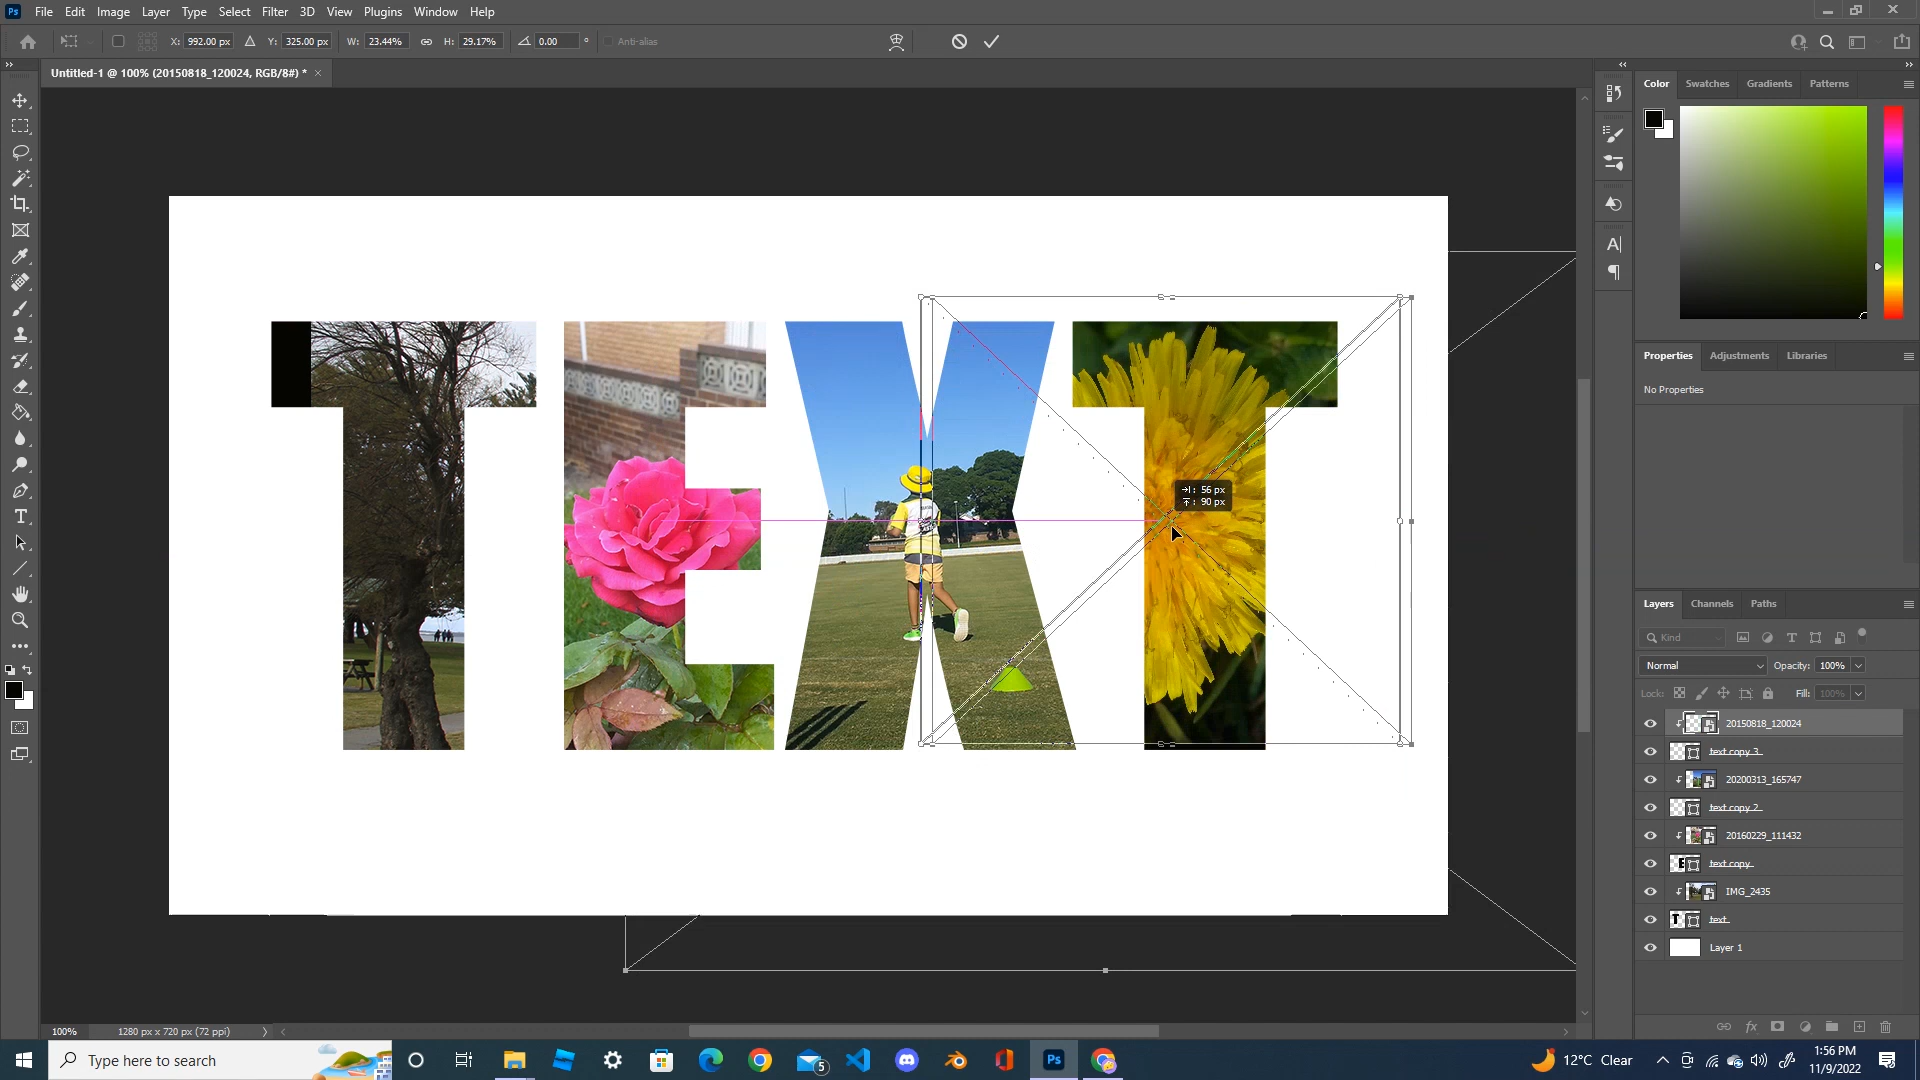 Ps File Edit Image Layer Type Select Filter 3D View Plugins Window Help
X: 992.00 px Y: 325.00 px W: 23.44% H: 29.17% 0.00 ° Anti-alias
Untitled-1 @ 100% (20150818_120024, RGB/8#) * ×
Color Swatches Gradients Patterns
Properties Adjustments Libraries
No Properties
TEXT
56 px
90 px
Layers Channels Paths
Kind
Normal Opacity: 100%
Lock: Fill: 100%
20150818_120024
text copy 3
20200313_165747
text copy 2
20160229_111432
text copy
IMG_2435
text
Layer 1
100% 1280 px x 720 px (72 ppi)
Type here to search
5
Ps
12°C Clear
1:56 PM
11/9/2022